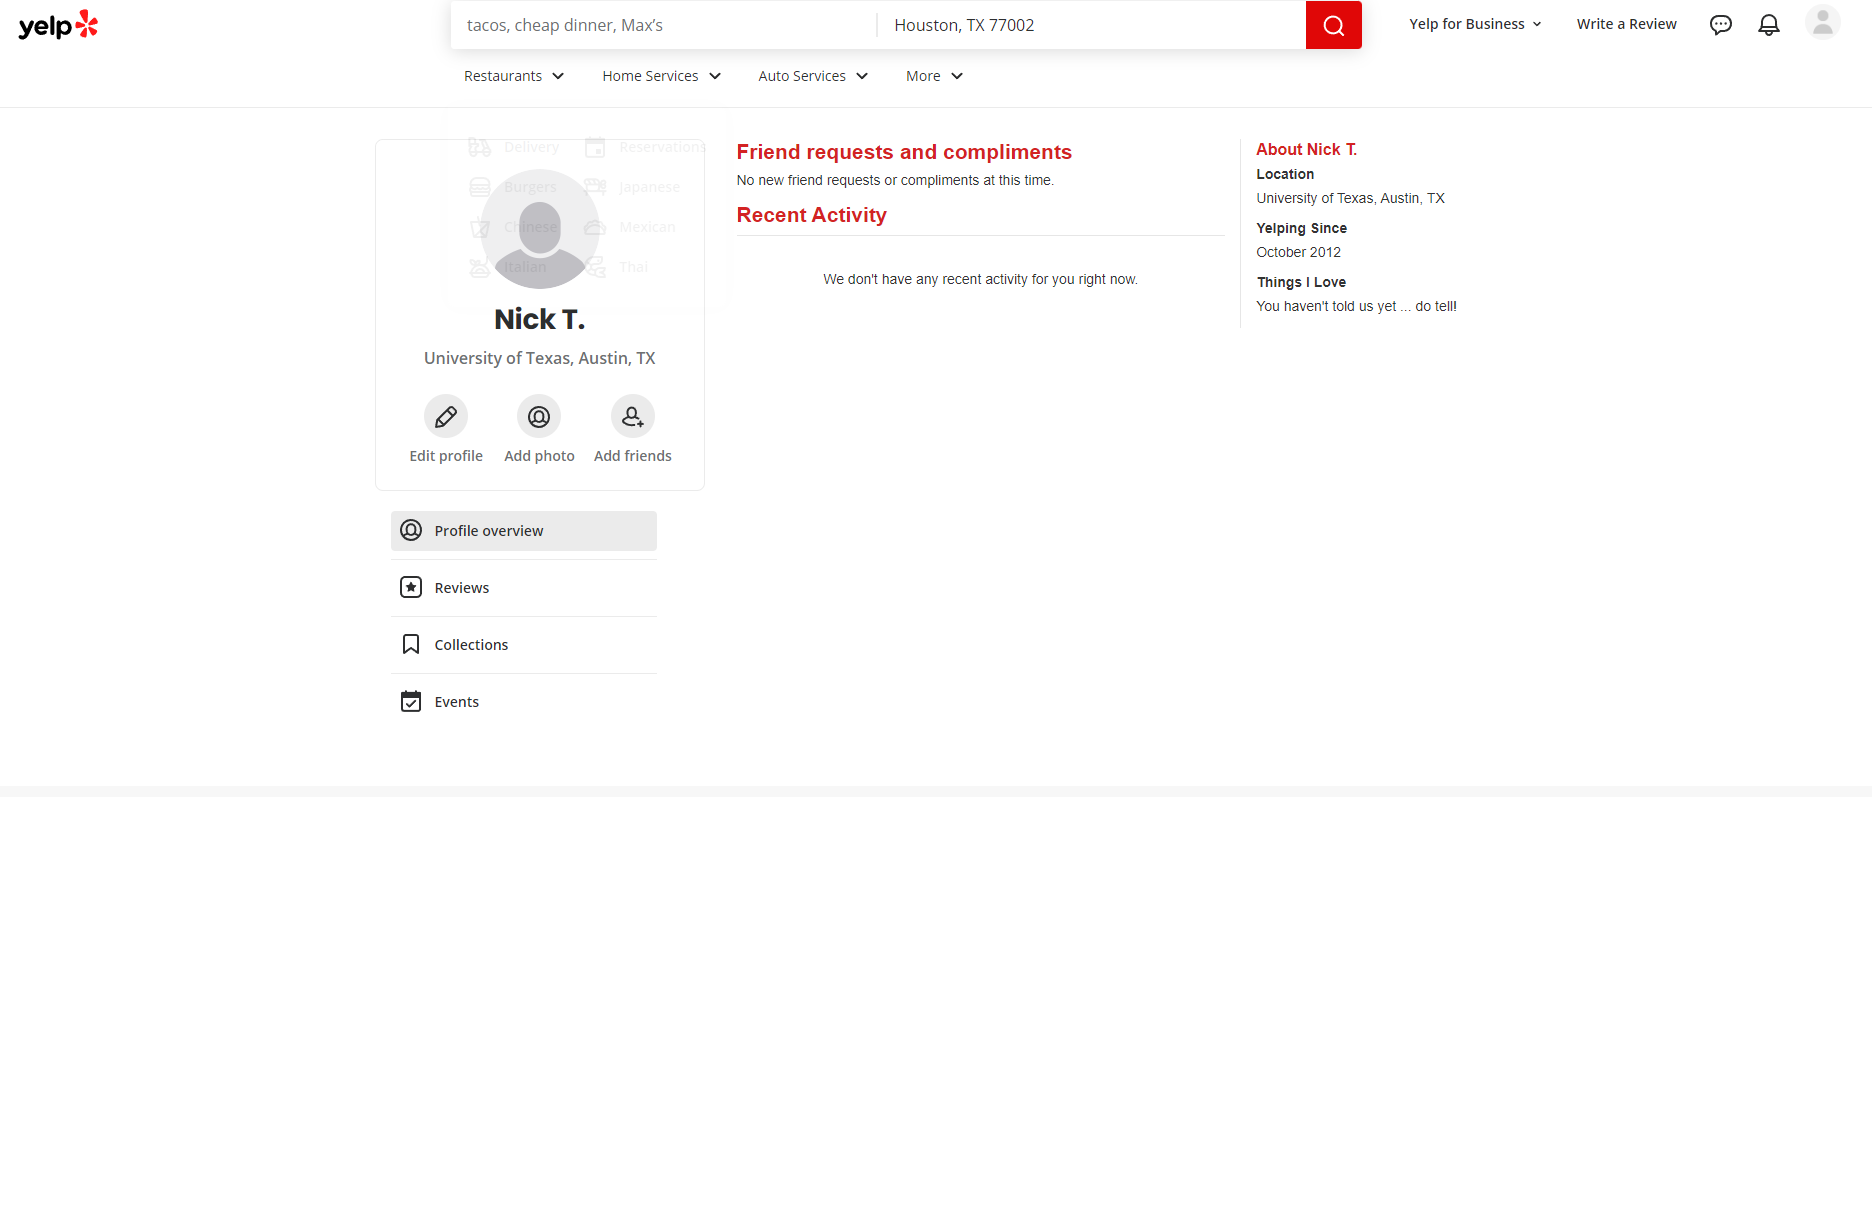 yelp
tacos, cheap dinner, Max's
Houston, TX 77002
Yelp for Business
Write a Review
Restaurants
Home Services
Auto Services
More
Delivery
Reservations
Burgers
Japanese
Chinese
Mexican
Italian
Thai
Nick T.
University of Texas, Austin, TX
Edit profile
Add photo
Add friends
Profile overview
Reviews
Collections
Events
Friend requests and compliments
No new friend requests or compliments at this time.
Recent Activity
We don't have any recent activity for you right now.
About Nick T.
Location
University of Texas, Austin, TX
Yelping Since
October 2012
Things I Love
You haven't told us yet ... do tell!